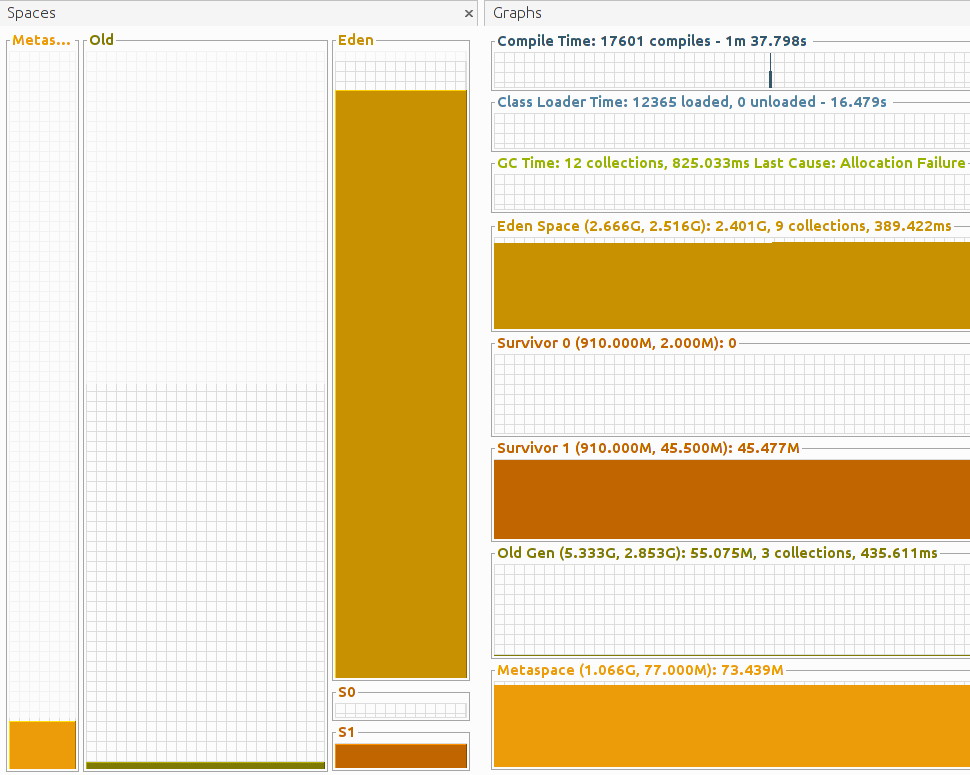 Spaces
Metas...
Old
Eden
S0
S1
Graphs
Compile Time: 17601 compiles - 1m 37.798s
Class Loader Time: 12365 loaded, 0 unloaded - 16.479s
GC Time: 12 collections, 825.033ms Last Cause: Allocation Failure
Eden Space (2.666G, 2.516G): 2.401G, 9 collections, 389.422ms
Survivor 0 (910.000M, 2.000M): 0
Survivor 1 (910.000M, 45.500M): 45.477M
Old Gen (5.333G, 2.853G): 55.075M, 3 collections, 435.611ms
Metaspace (1.066G, 77.000M): 73.439M